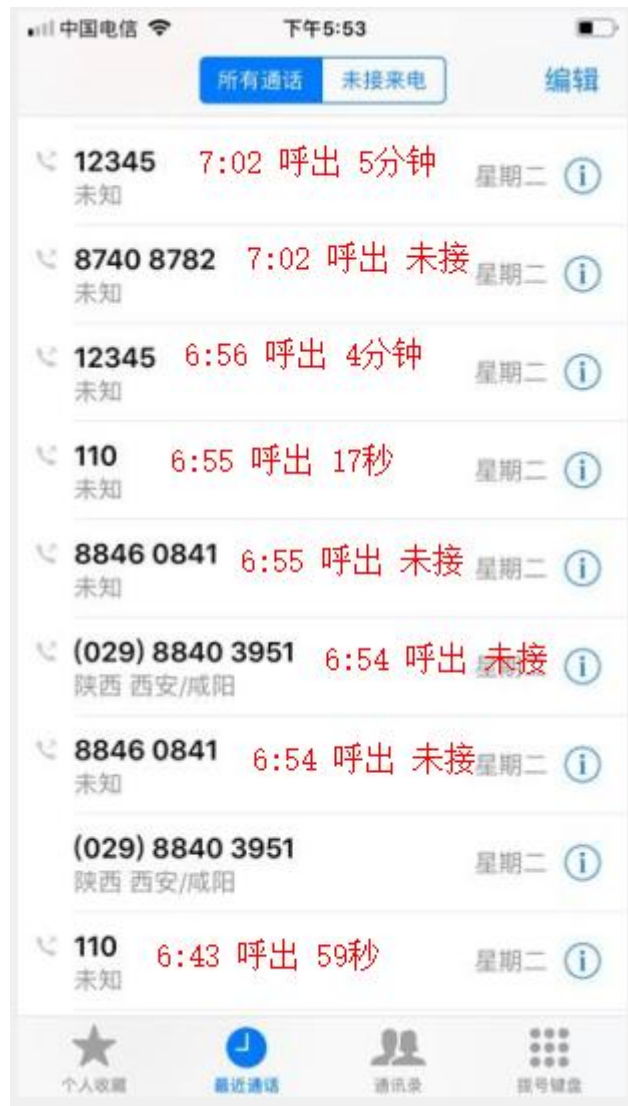 中国电信 下午5:53
所有通话 未接来电 编辑
12345 7:02 呼出 5分钟 星期二
未知
8740 8782 7:02 呼出 未接 星期二
未知
12345 6:56 呼出 4分钟 星期二
未知
110 6:55 呼出 17秒 星期二
未知
8846 0841 6:55 呼出 未接 星期二
未知
(029) 8840 3951 6:54 呼出 未接 星期二
陕西 西安/咸阳
8846 0841 6:54 呼出 未接 星期二
未知
(029) 8840 3951 星期二
陕西 西安/咸阳
110 6:43 呼出 59秒 星期二
未知
个人收藏 最近通话 通讯录 拨号键盘